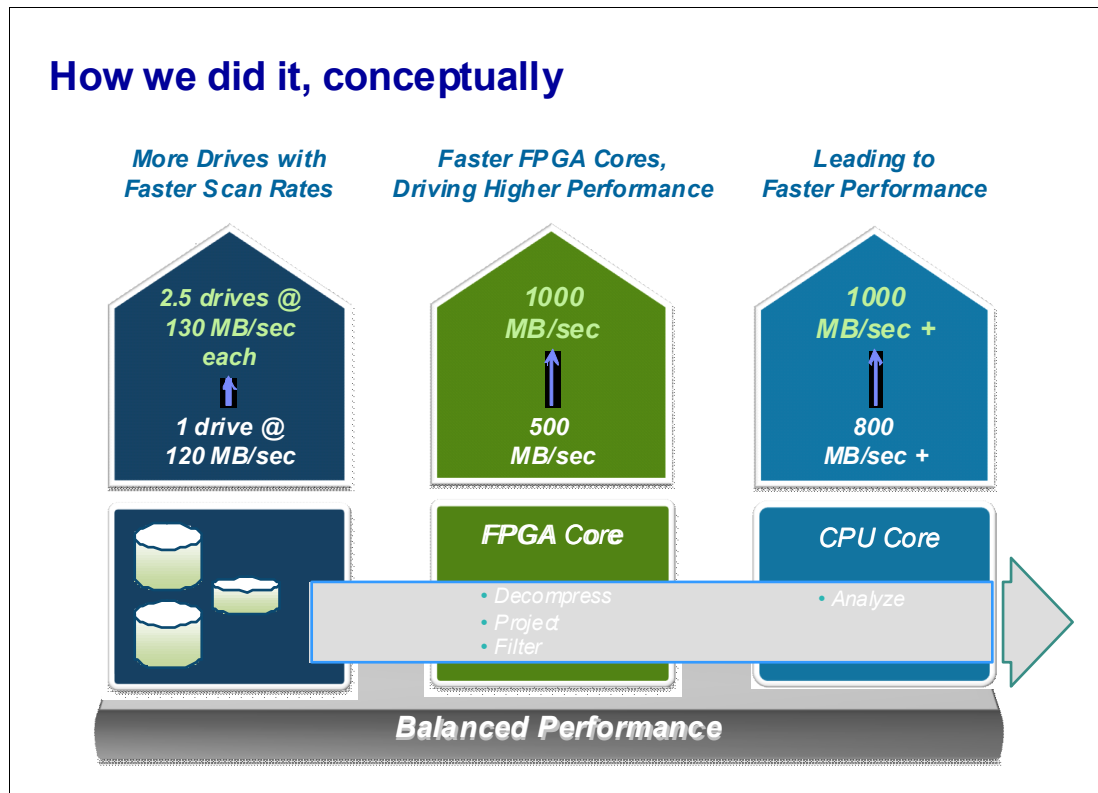 How we did it, conceptually
More Drives with
Faster Scan Rates
Faster FPGA Cores,
Driving Higher Performance
Leading to
Faster Performance
2.5 drives @
130 MB/sec
each
1 drive @
120 MB/sec
1000
MB/sec
500
MB/sec
1000
MB/sec +
800
MB/sec +
FPGA Core
• Decompress
• Project
• Filter
CPU Core
• Analyze
Balanced Performance